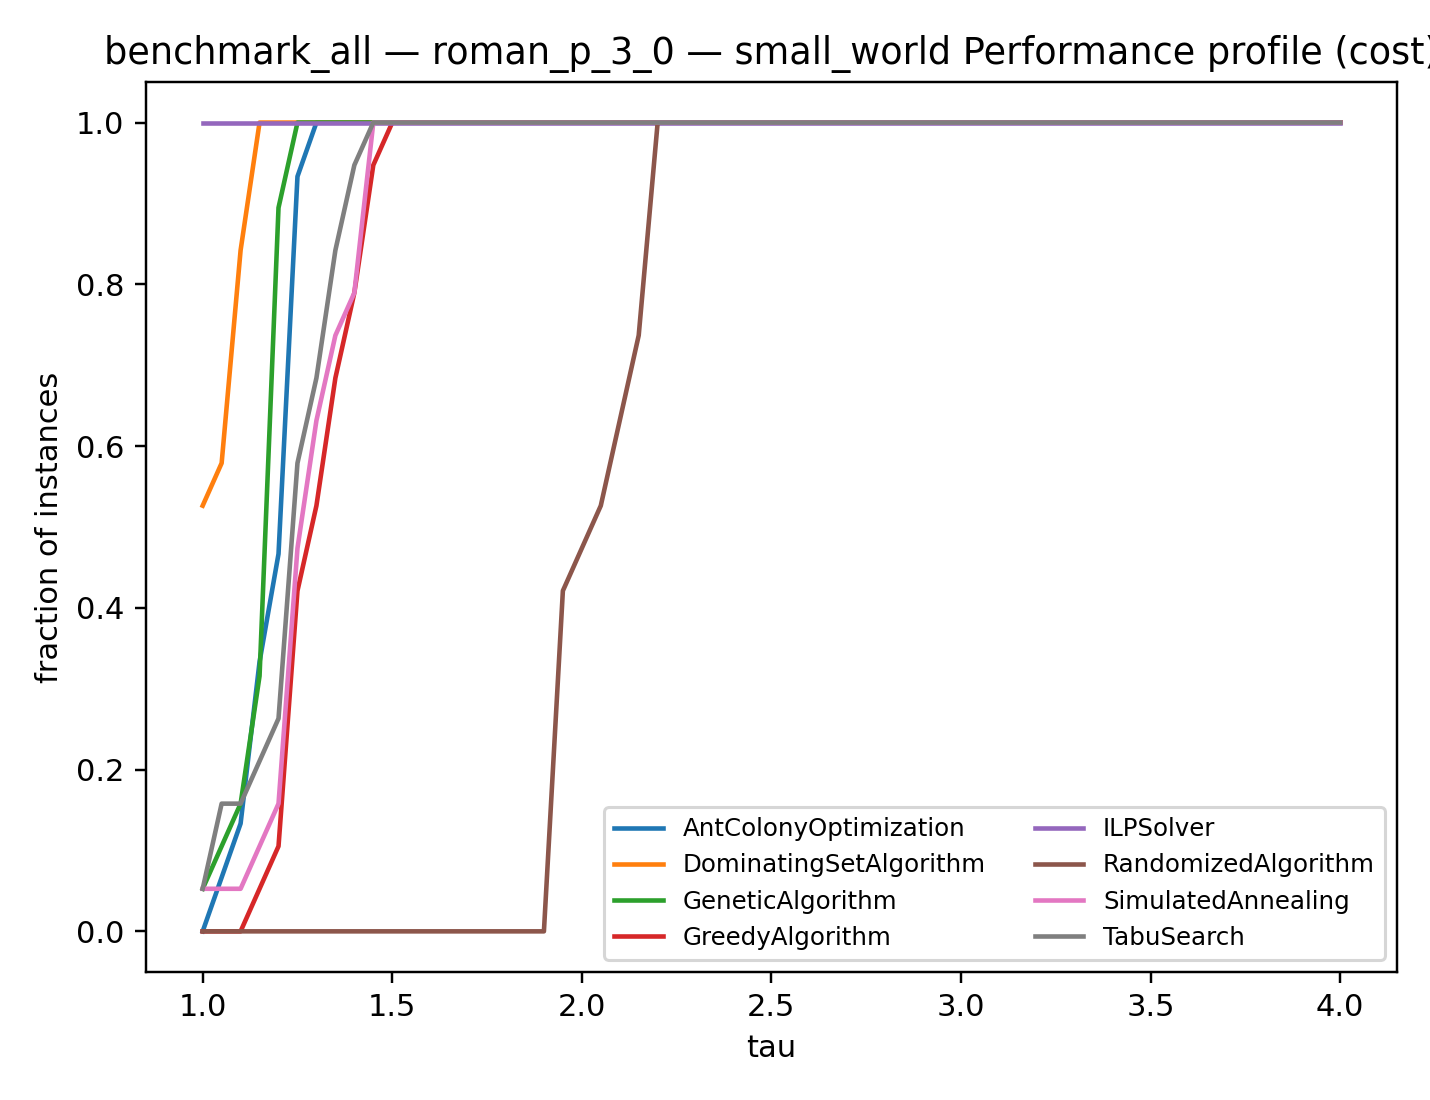 benchmark_all — roman_p_3_0 — small_world Performance profile (cost)
1.0
0.8
0.6
0.4
0.2
0.0
fraction of instances
AntColonyOptimization
DominatingSetAlgorithm
GeneticAlgorithm
GreedyAlgorithm
ILPSolver
RandomizedAlgorithm
SimulatedAnnealing
TabuSearch
1.0 1.5 2.0 2.5 3.0 3.5 4.0
tau